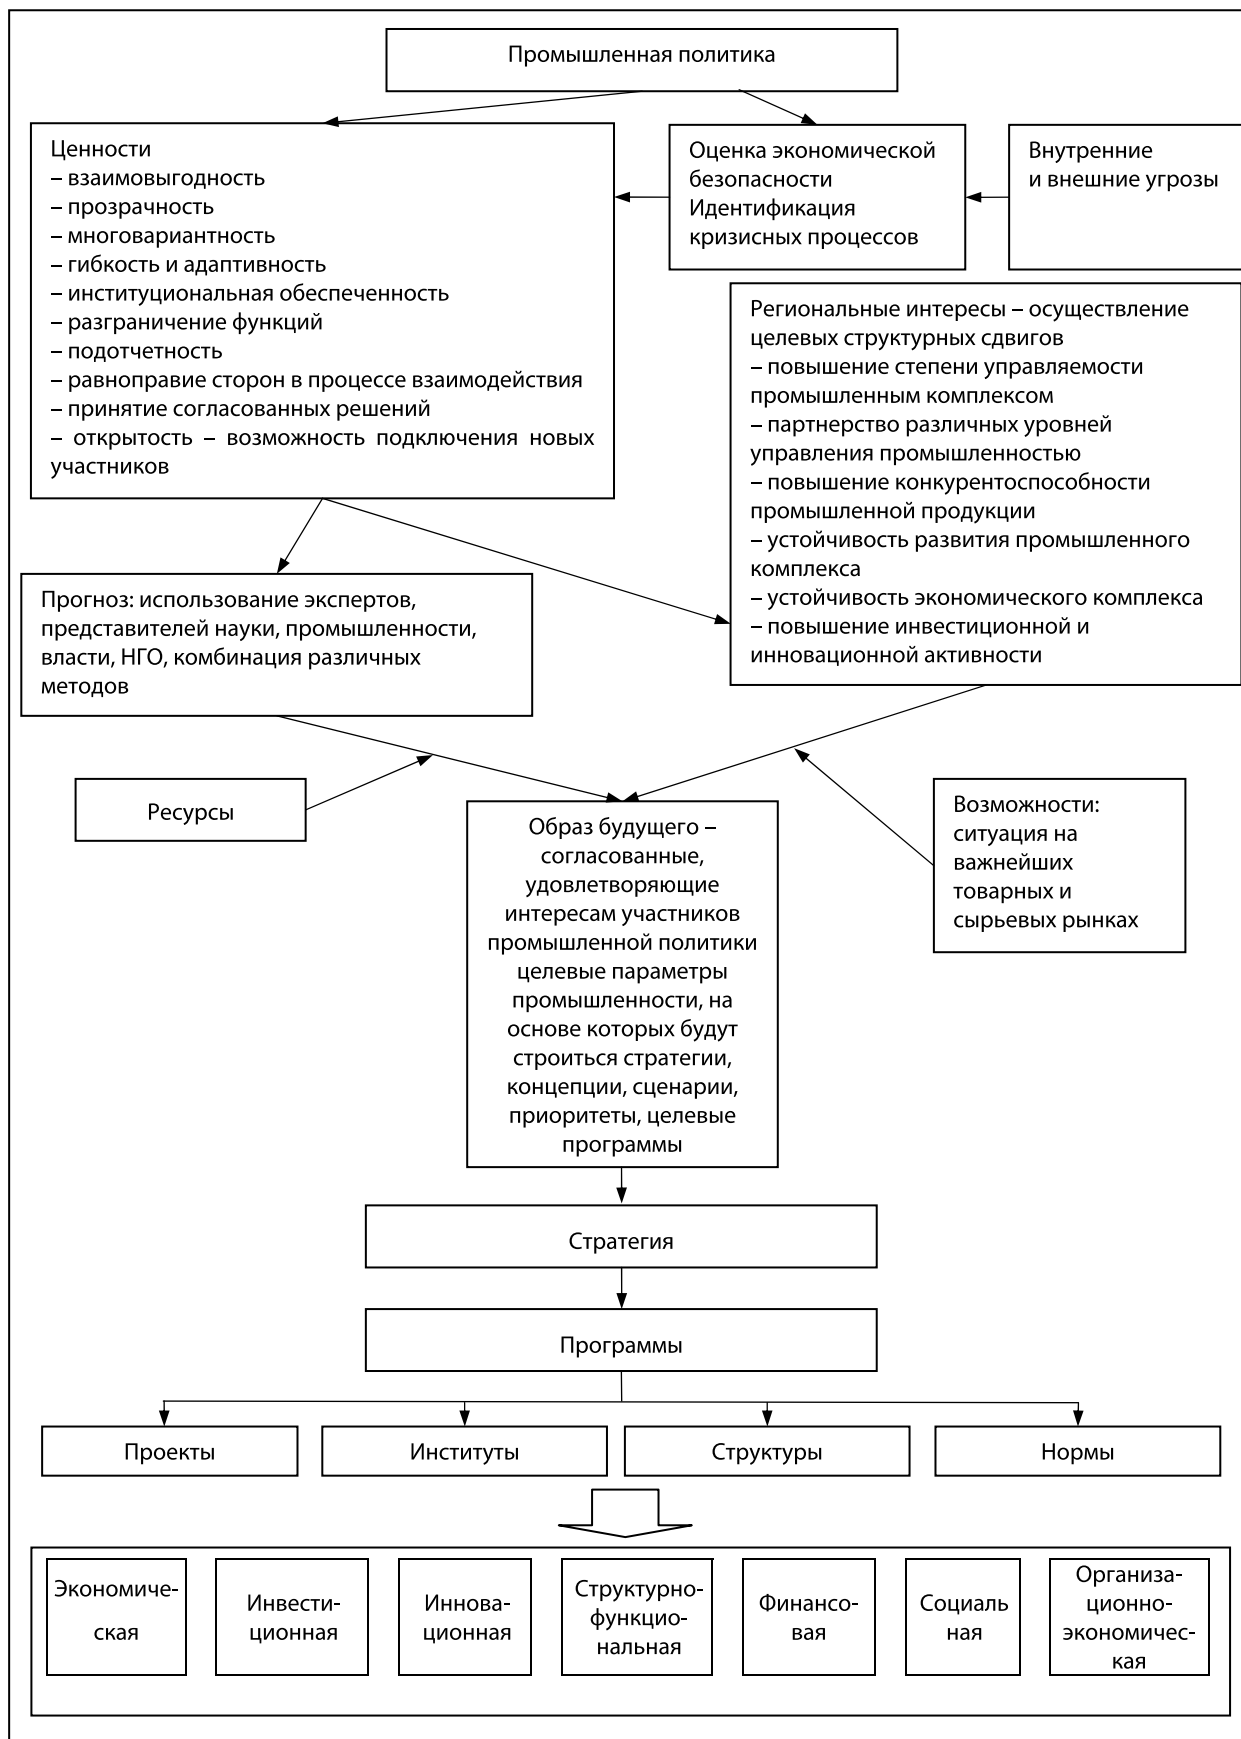 Промышленная политика
Ценности
– взаимовыгодность
– прозрачность
– многовариантность
– гибкость и адаптивность
– институциональная обеспеченность
– разграничение функций
– подотчетность
– равноправие сторон в процессе взаимодействия
– принятие согласованных решений
– открытость – возможность подключения новых
участников
Оценка экономической
безопасности
Идентификация
кризисных процессов
Внутренние
и внешние угрозы
Региональные интересы – осуществление
целевых структурных сдвигов
– повышение степени управляемости
промышленным комплексом
– партнерство различных уровней
управления промышленностью
– повышение конкурентоспособности
промышленной продукции
– устойчивость развития промышленного
комплекса
– устойчивость экономического комплекса
– повышение инвестиционной и
инновационной активности
Прогноз: использование экспертов,
представителей науки, промышленности,
власти, НГО, комбинация различных
методов
Ресурсы
Образ будущего –
согласованные,
удовлетворяющие
интересам участников
промышленной политики
целевые параметры
промышленности, на
основе которых будут
строиться стратегии,
концепции, сценарии,
приоритеты, целевые
программы
Возможности:
ситуация на
важнейших
товарных и
сырьевых рынках
Стратегия
Программы
Проекты
Институты
Структуры
Нормы
Экономиче-
ская
Инвести-
ционная
Иннова-
ционная
Структурно-
функцио-
нальная
Финансо-
вая
Социаль
ная
Организа-
ционно-
экономичес-
кая